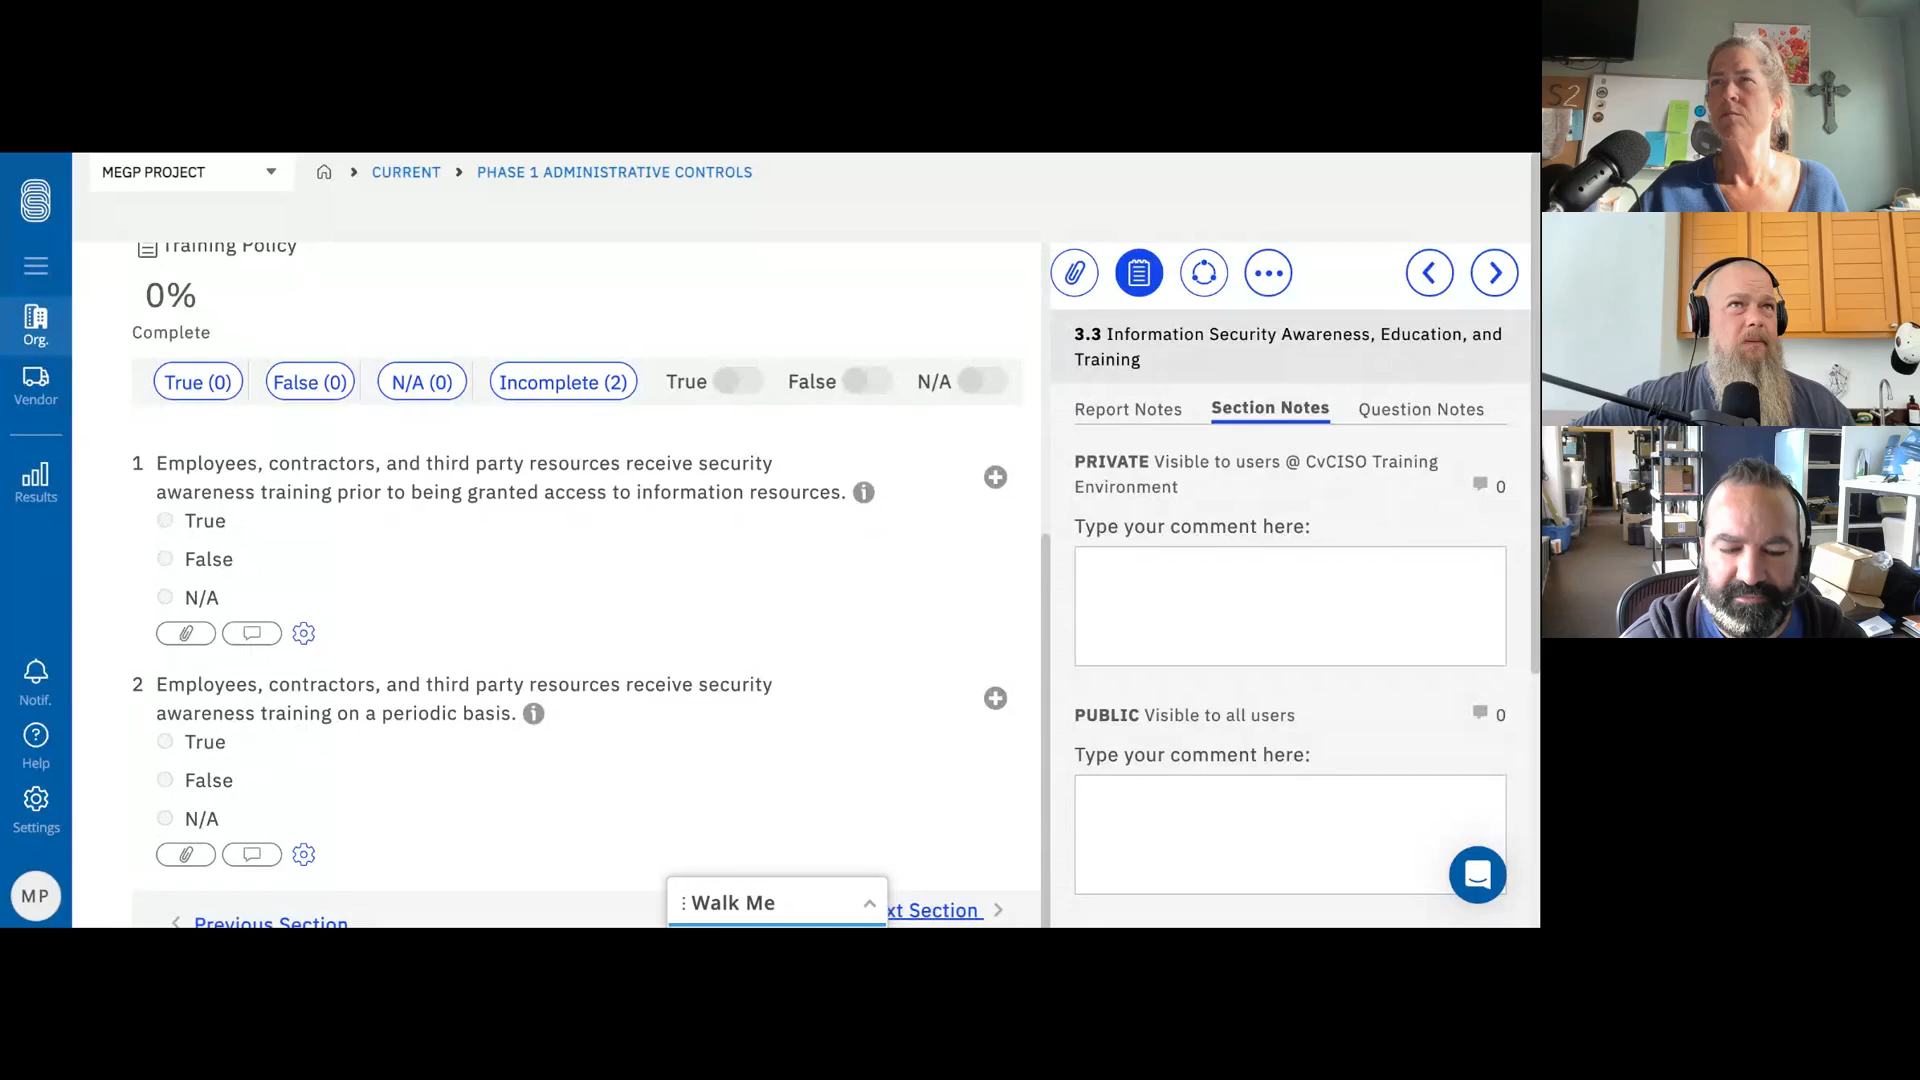 MEGP PROJECT
CURRENT
PHASE 1 ADMINISTRATIVE CONTROLS
Training Policy
0%
Complete
True (0)
False (0)
N/A (0)
Incomplete (2)
True
False
N/A
1 Employees, contractors, and third party resources receive security
awareness training prior to being granted access to information resources.
True
False
N/A
2 Employees, contractors, and third party resources receive security
awareness training on a periodic basis.
True
False
N/A
Previous Section
Walk Me
xt Section
Org.
Vendor
Results
Notif.
Help
Settings
MP
3.3 Information Security Awareness, Education, and
Training
Report Notes
Section Notes
Question Notes
PRIVATE Visible to users @ CvCISO Training
Environment
0
Type your comment here:
PUBLIC Visible to all users
0
Type your comment here:
S2